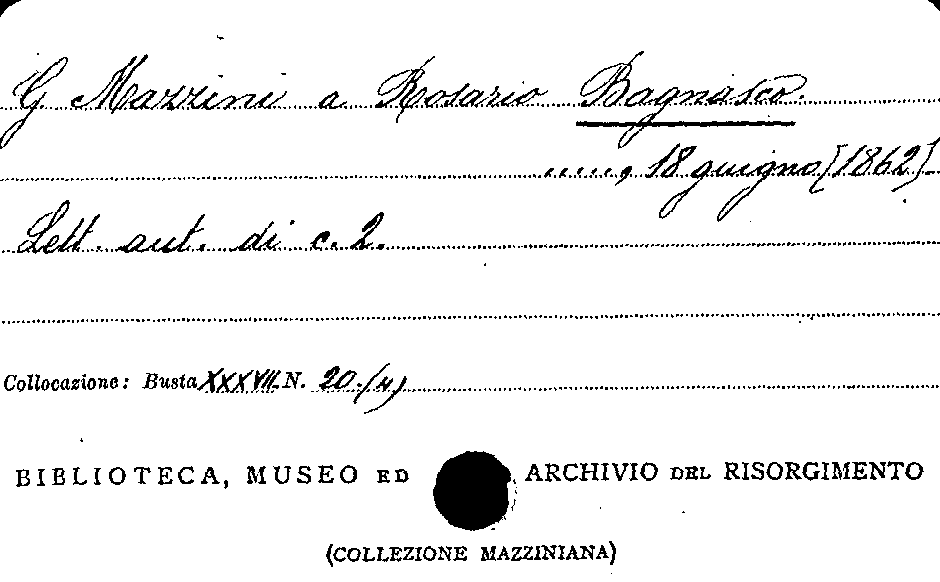 G Mazzini a Rosario Bagnasco.
......, 18 guigno [1862]
Lett. aut. di c. 2.
Collocazione: Busta XXXVII N. 20.(4)
BIBLIOTECA, MUSEO ED ARCHIVIO DEL RISORGIMENTO
(COLLEZIONE MAZZINIANA)